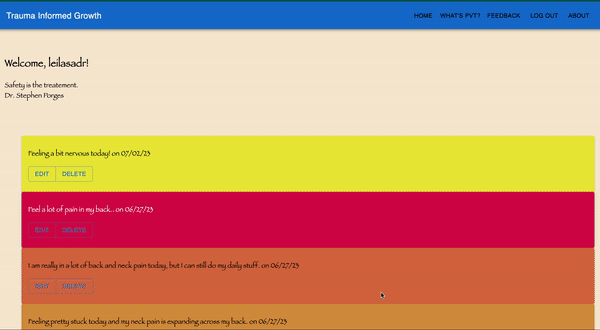 Trauma Informed Growth
HOME WHAT'S PVT? FEEDBACK LOG OUT ABOUT
Welcome, leilasadr!
Safety is the treatement.
Dr. Stephen Porges
Feeling a bit nervous today! on 07/02/23
EDIT DELETE
Feel a lot of pain in my back.. on 06/27/23
EDIT DELETE
I am really in a lot of back and neck pain today, but I can still do my daily stuff. on 06/27/23
EDIT DELETE
Feeling pretty stuck today and my neck pain is expanding across my back. on 06/27/23